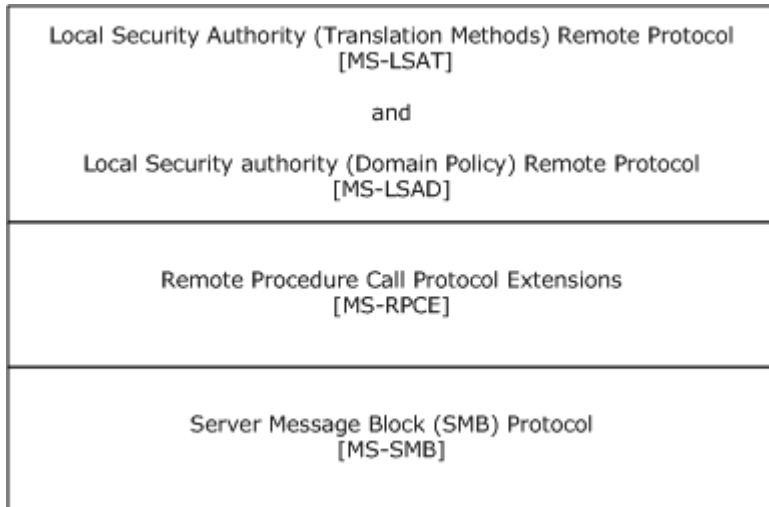 Local Security Authority (Translation Methods) Remote Protocol
[MS-LSAT]
and
Local Security authority (Domain Policy) Remote Protocol
[MS-LSAD]
Remote Procedure Call Protocol Extensions
[MS-RPCE]
Server Message Block (SMB) Protocol
[MS-SMB]